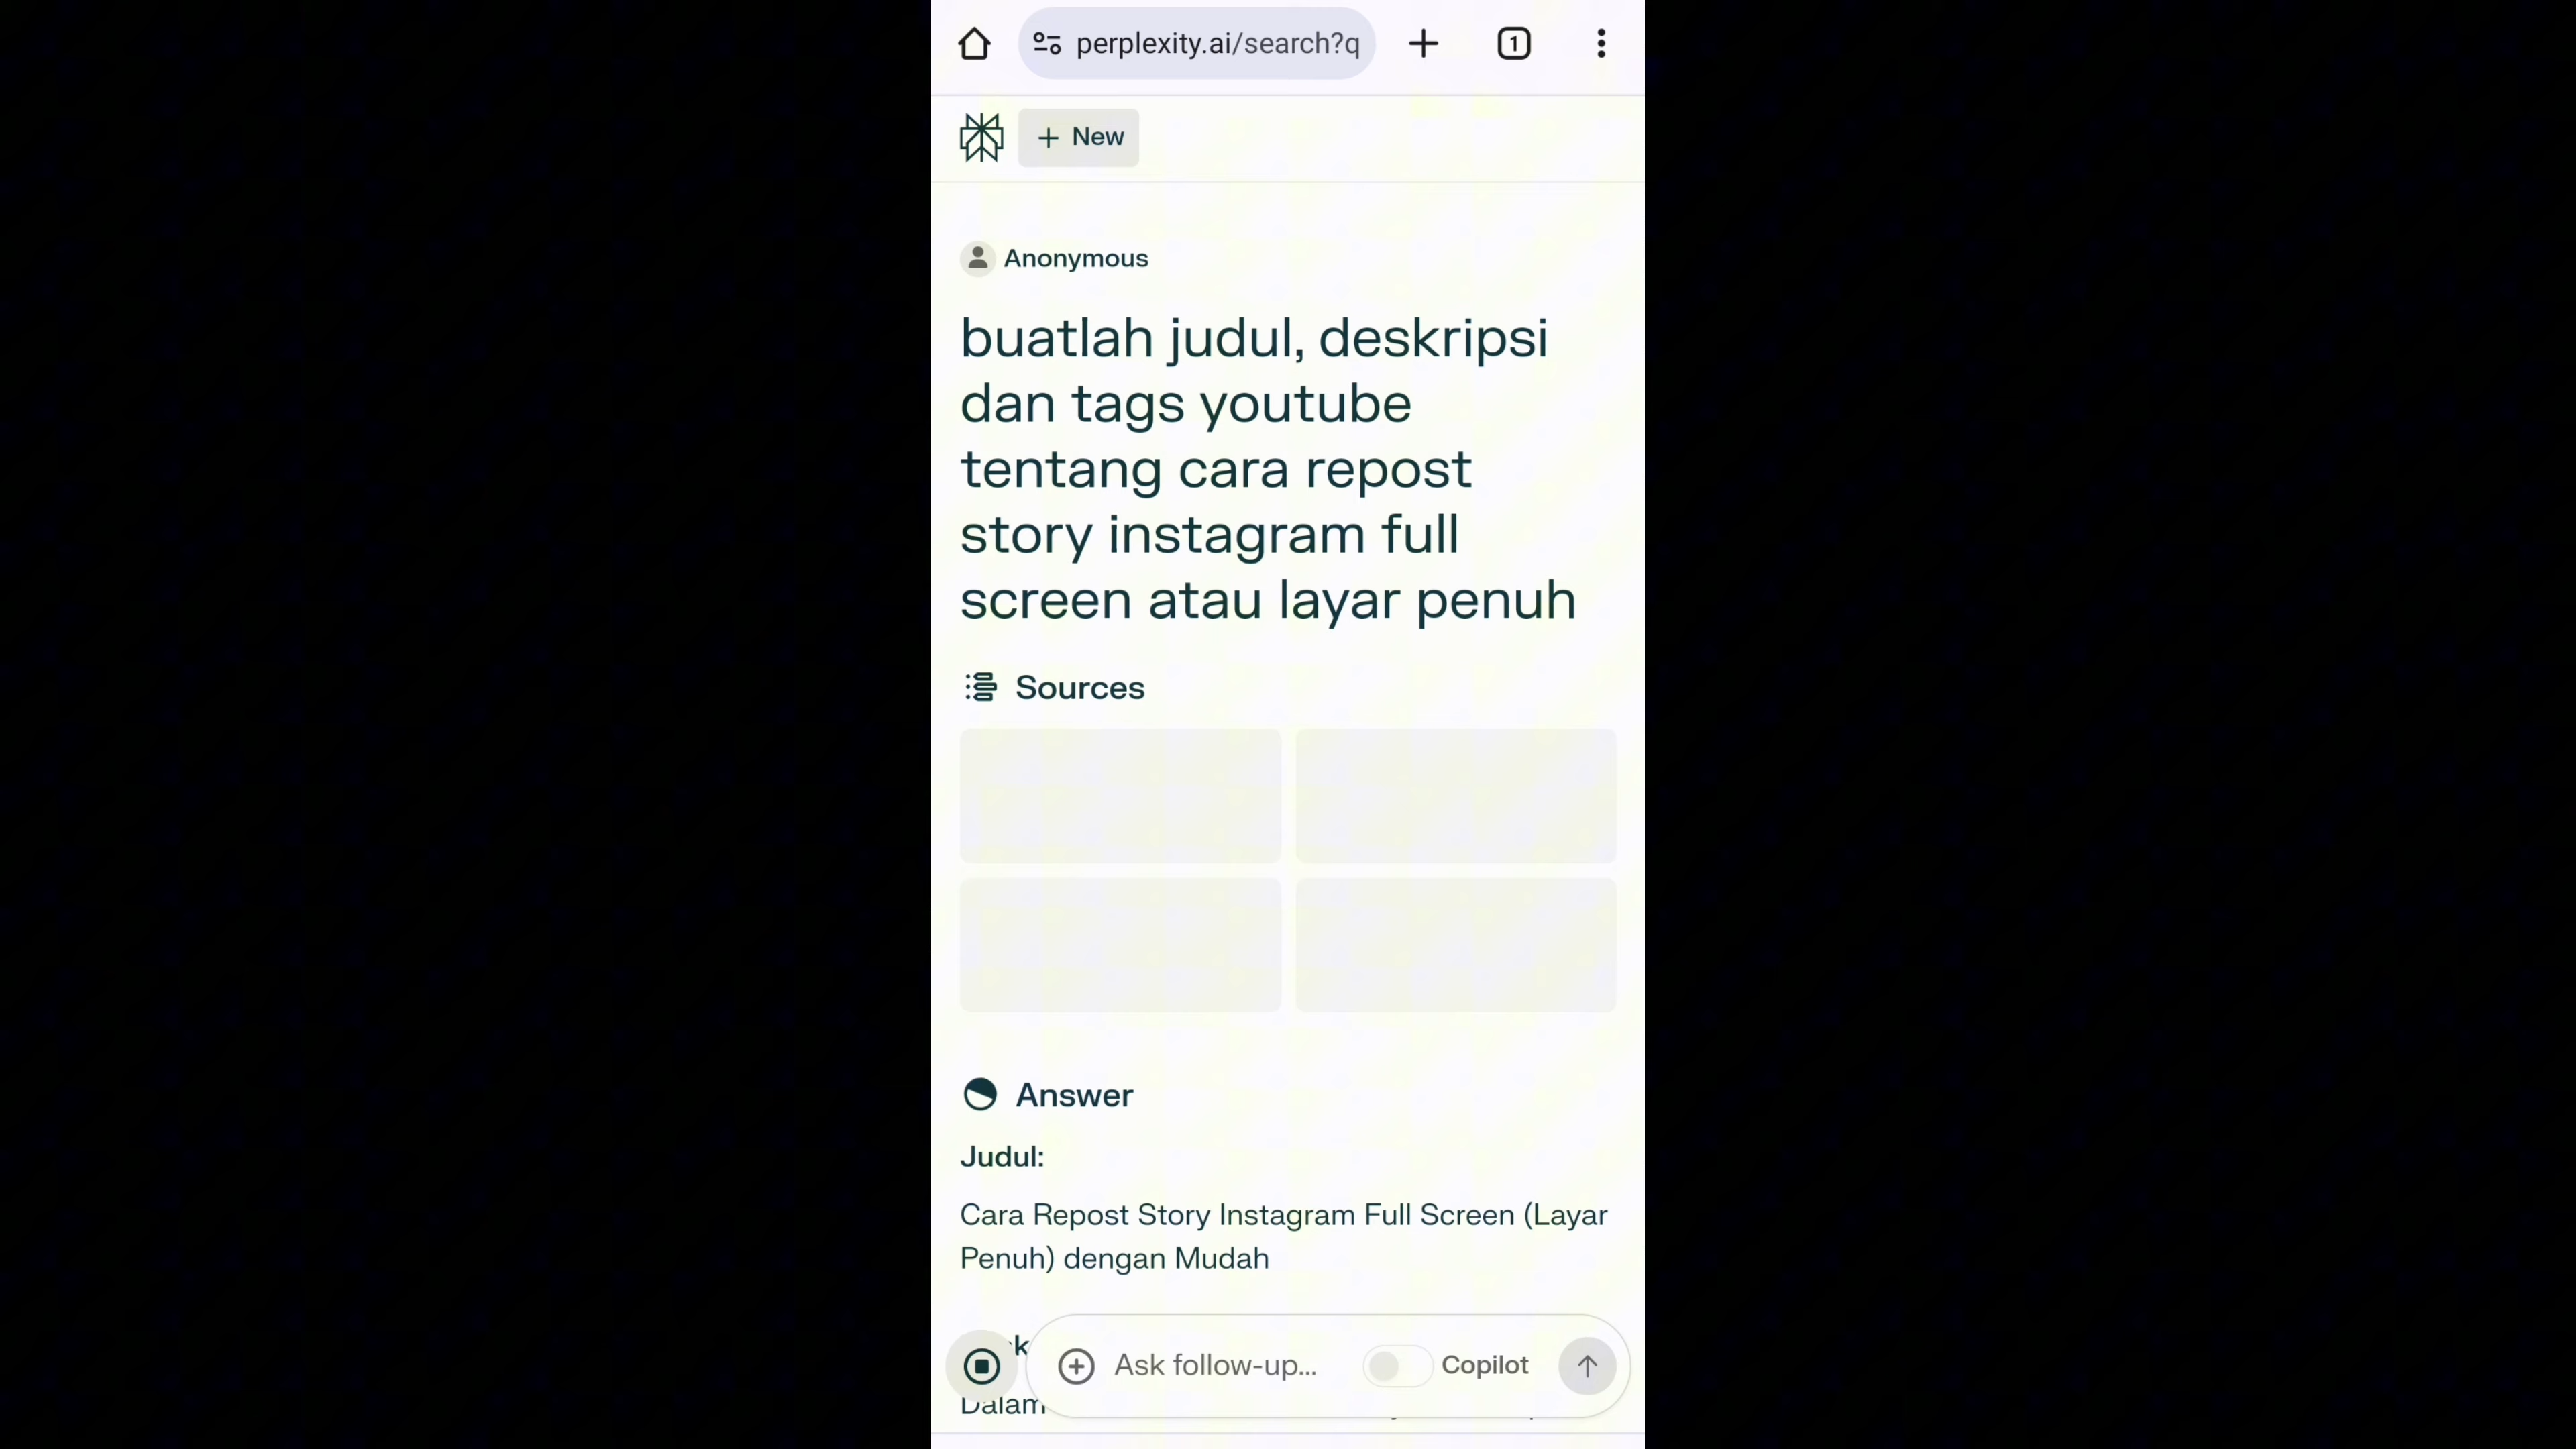 perplexity.ai/search?q
1
New
Anonymous
buatlah judul, deskripsi
dan tags youtube
tentang cara repost
story instagram full
screen atau layar penuh
Sources
Answer
Judul:
Cara Repost Story Instagram Full Screen (Layar
Penuh) dengan Mudah
Ask follow-up...
Copilot
Dalam